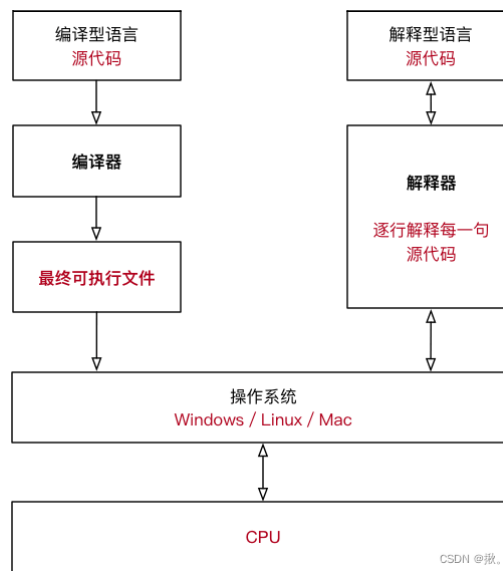 编译型语言
源代码
解释型语言
源代码
编译器
解释器
逐行解释每一句
源代码
最终可执行文件
操作系统
Windows / Linux / Mac
CPU
CSDN @揪。